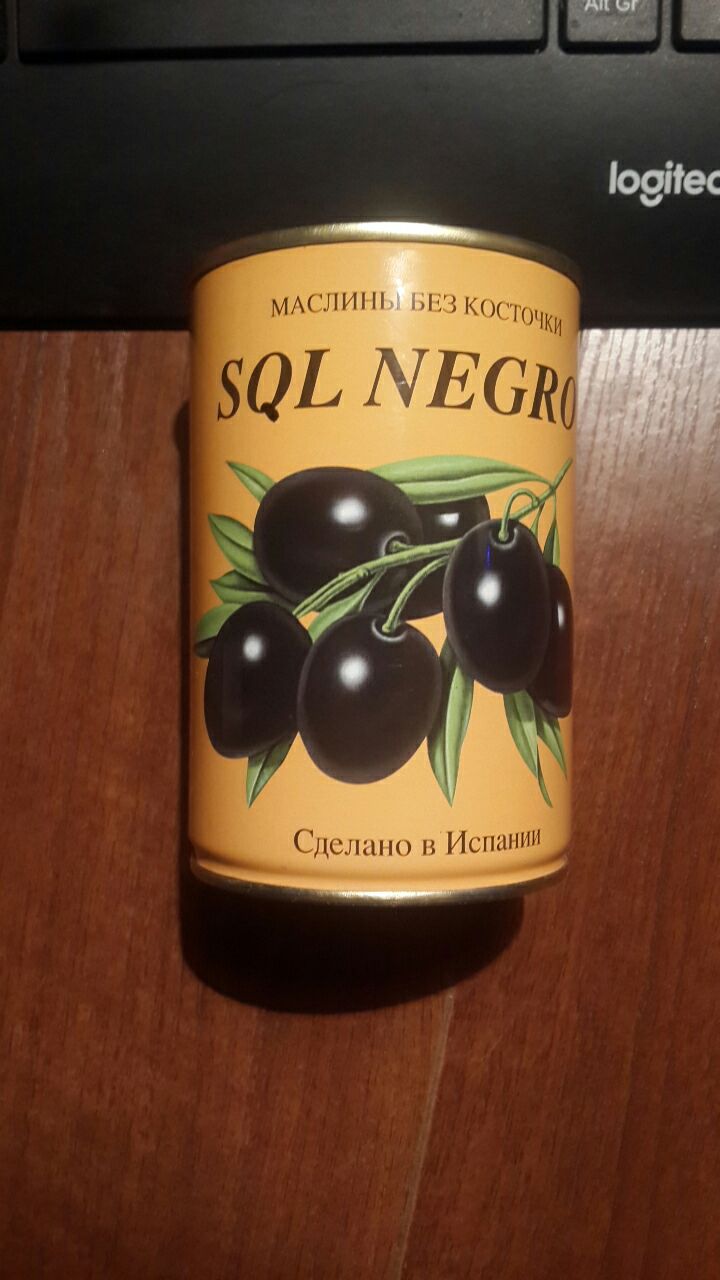 Alt Gr
logitec
МАСЛИНЫ БЕЗ КОСТОЧКИ
SQL NEGRO
Сделано в Испании